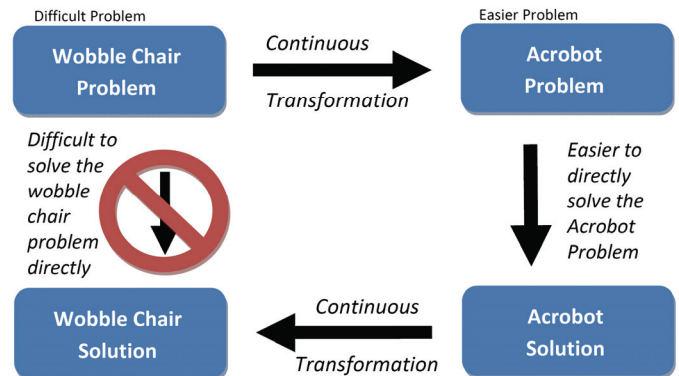 Difficult Problem
Easier Problem
Wobble Chair
Problem
Continuous
Transformation
Acrobot
Problem
Difficult to
solve the
wobble
chair
problem
directly
Easier to
directly
solve the
Acrobot
Problem
Wobble Chair
Solution
Continuous
Transformation
Acrobot
Solution